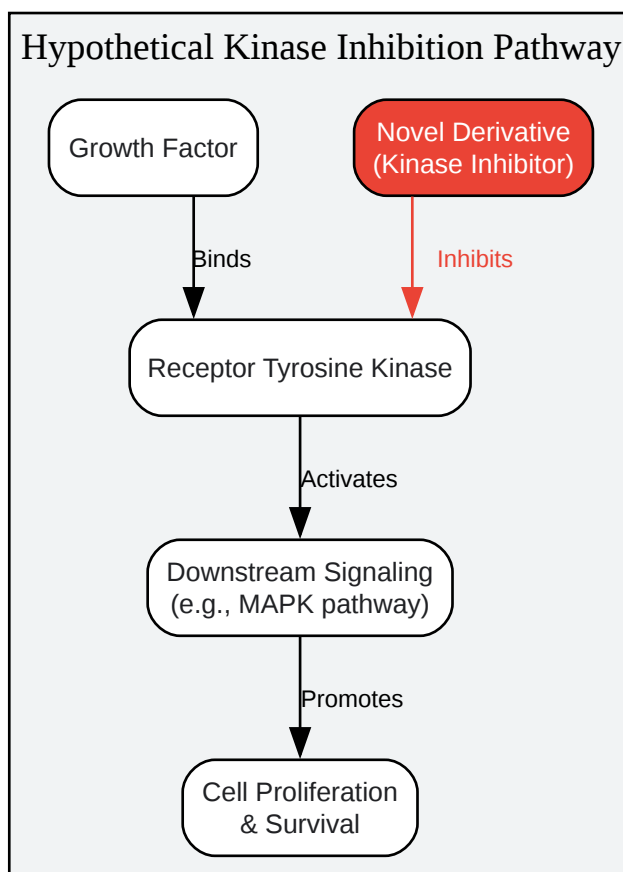 Hypothetical Kinase Inhibition Pathway
Growth Factor
Novel Derivative
(Kinase Inhibitor)
Binds
Inhibits
Receptor Tyrosine Kinase
Activates
Downstream Signaling
(e.g., MAPK pathway)
Promotes
Cell Proliferation
& Survival